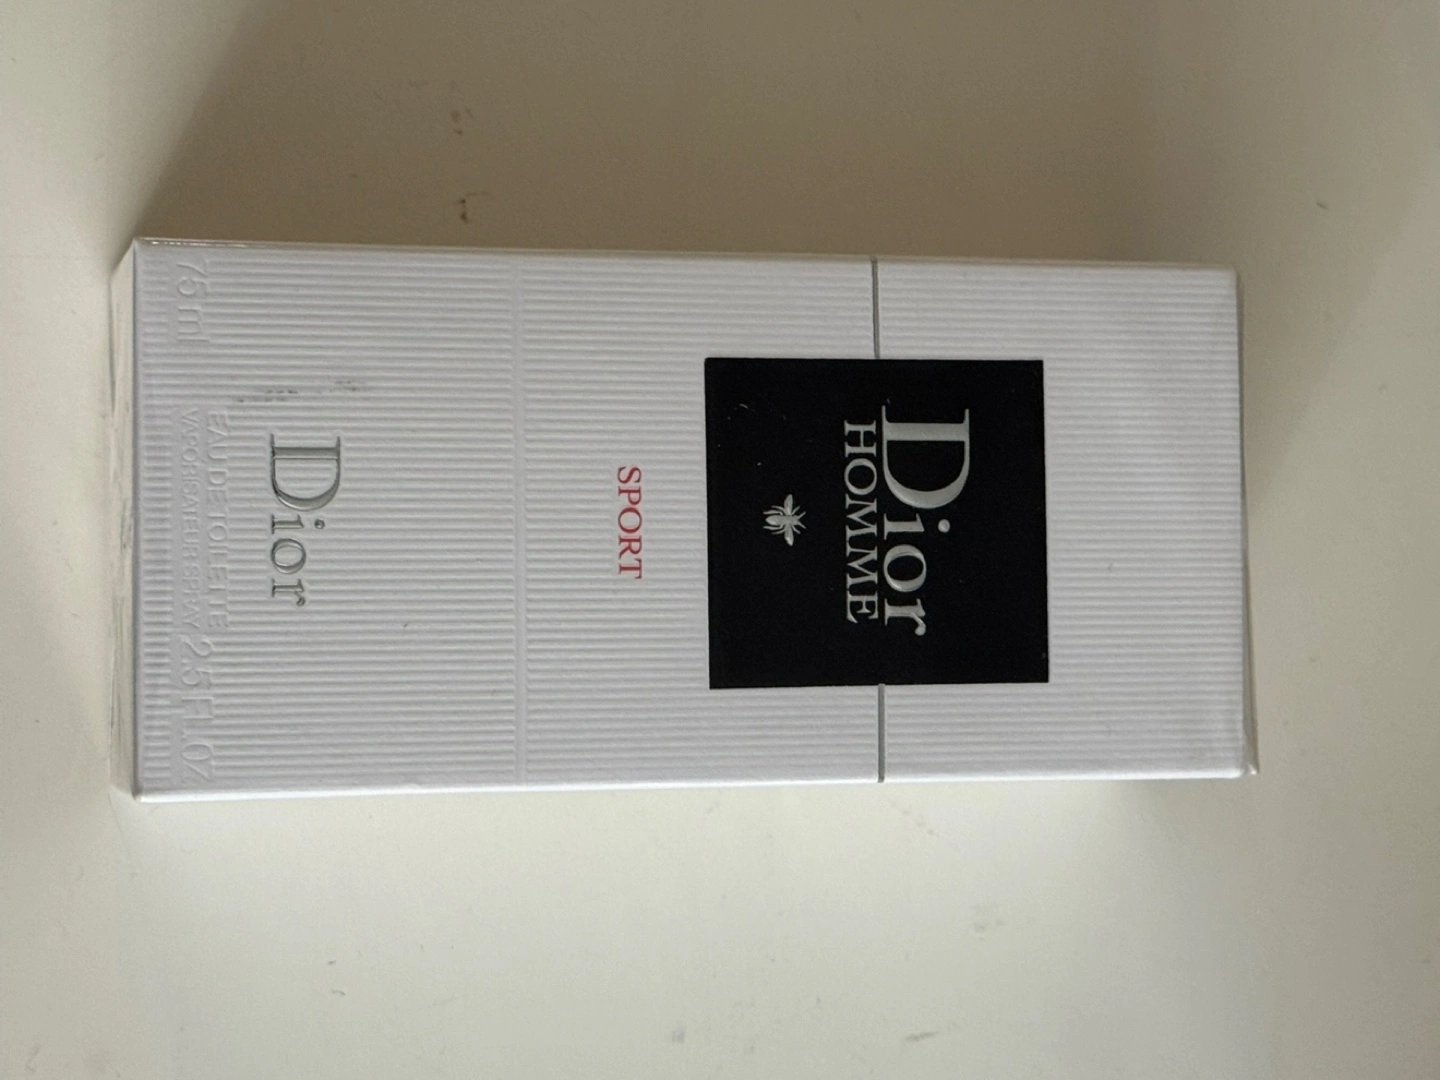 Dior
HOMME
SPORT
Dior
EAU DE TOILETTE
75 ml VAPORISATEUR SPRAY 2.5 FL.OZ